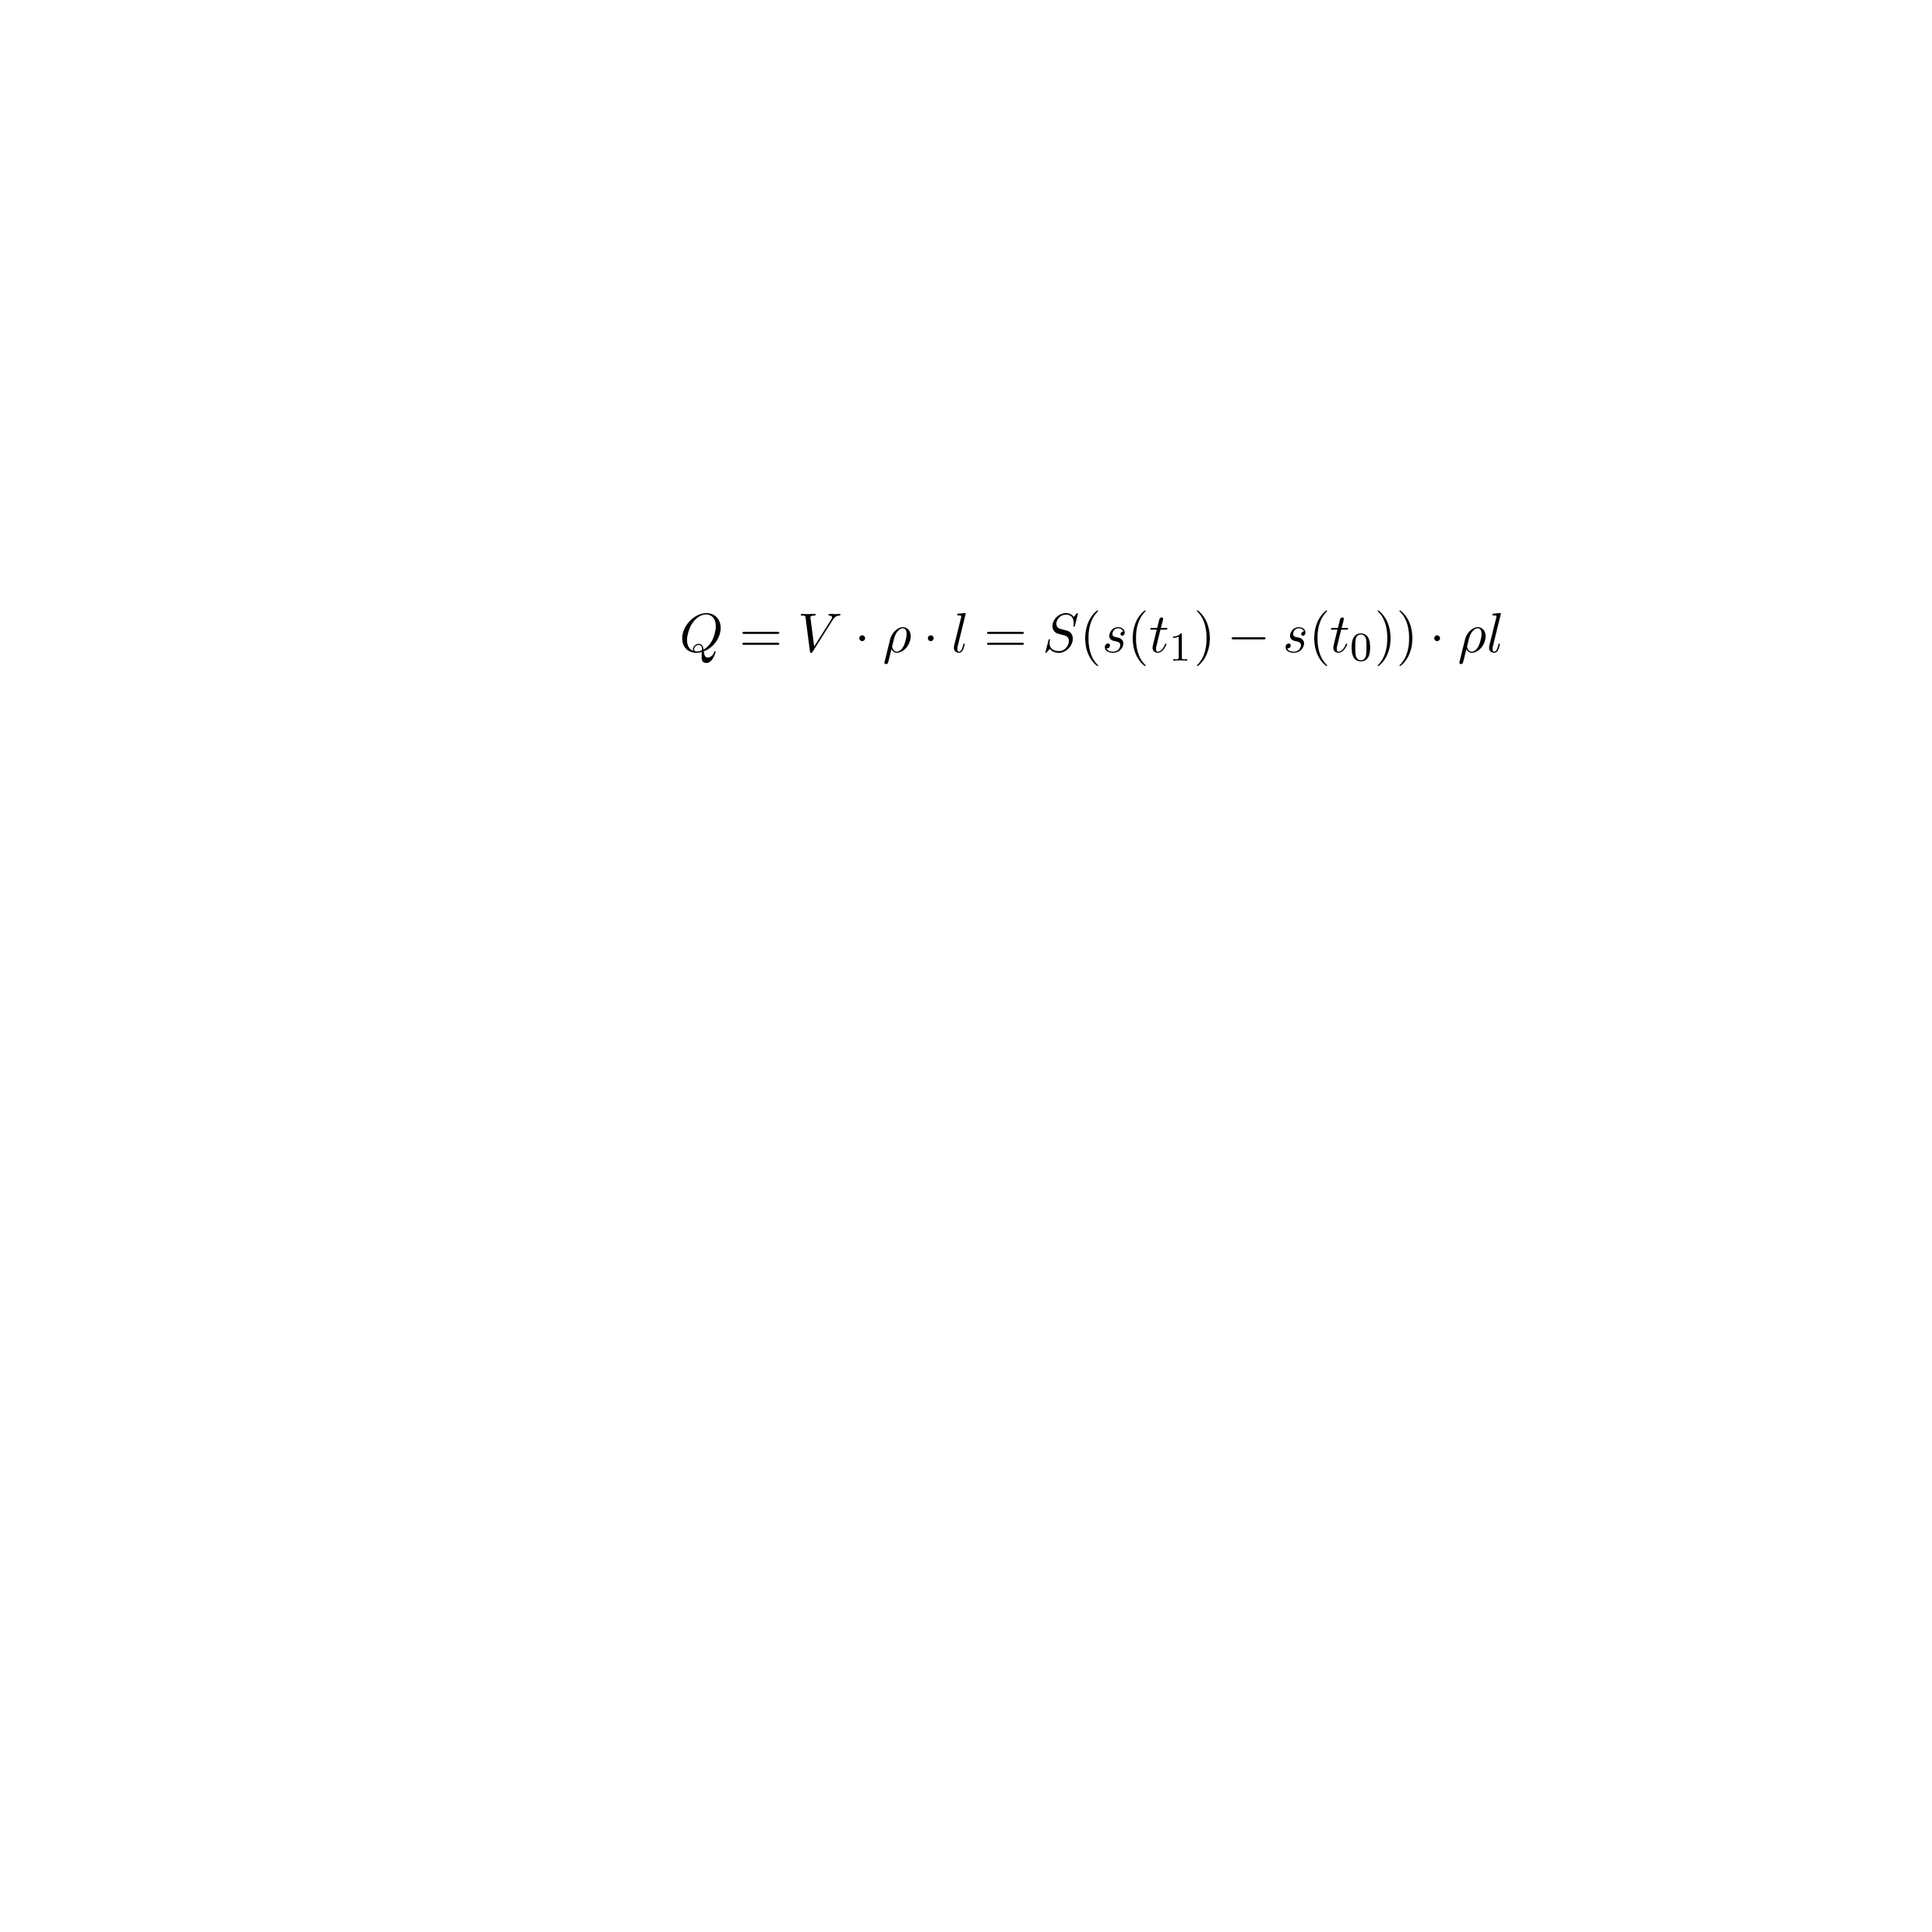 Q = V · ρ · l = S(s(t₁) − s(t₀)) · ρl